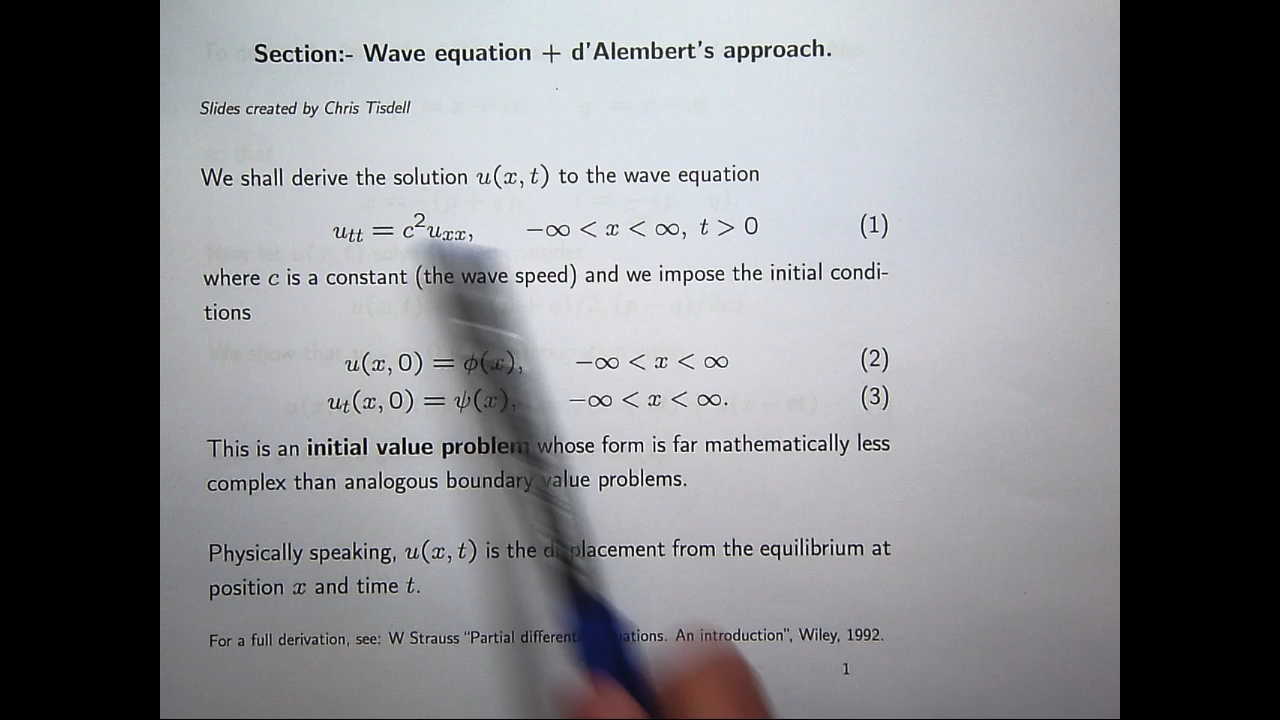 Section:- Wave equation + d'Alembert's approach.
Slides created by Chris Tisdell
We shall derive the solution u(x, t) to the wave equation
u_tt = c²u_xx, −∞ < x < ∞, t > 0 (1)
where c is a constant (the wave speed) and we impose the initial condi-
tions
u(x, 0) = ϕ(x), −∞ < x < ∞ (2)
u_t(x, 0) = ψ(x). −∞ < x < ∞. (3)
This is an initial value problem whose form is far mathematically less
complex than analogous boundary value problems.
Physically speaking, u(x, t) is the displacement from the equilibrium at
position x and time t.
For a full derivation, see: W Strauss “Partial differential equations. An introduction”, Wiley, 1992.
1